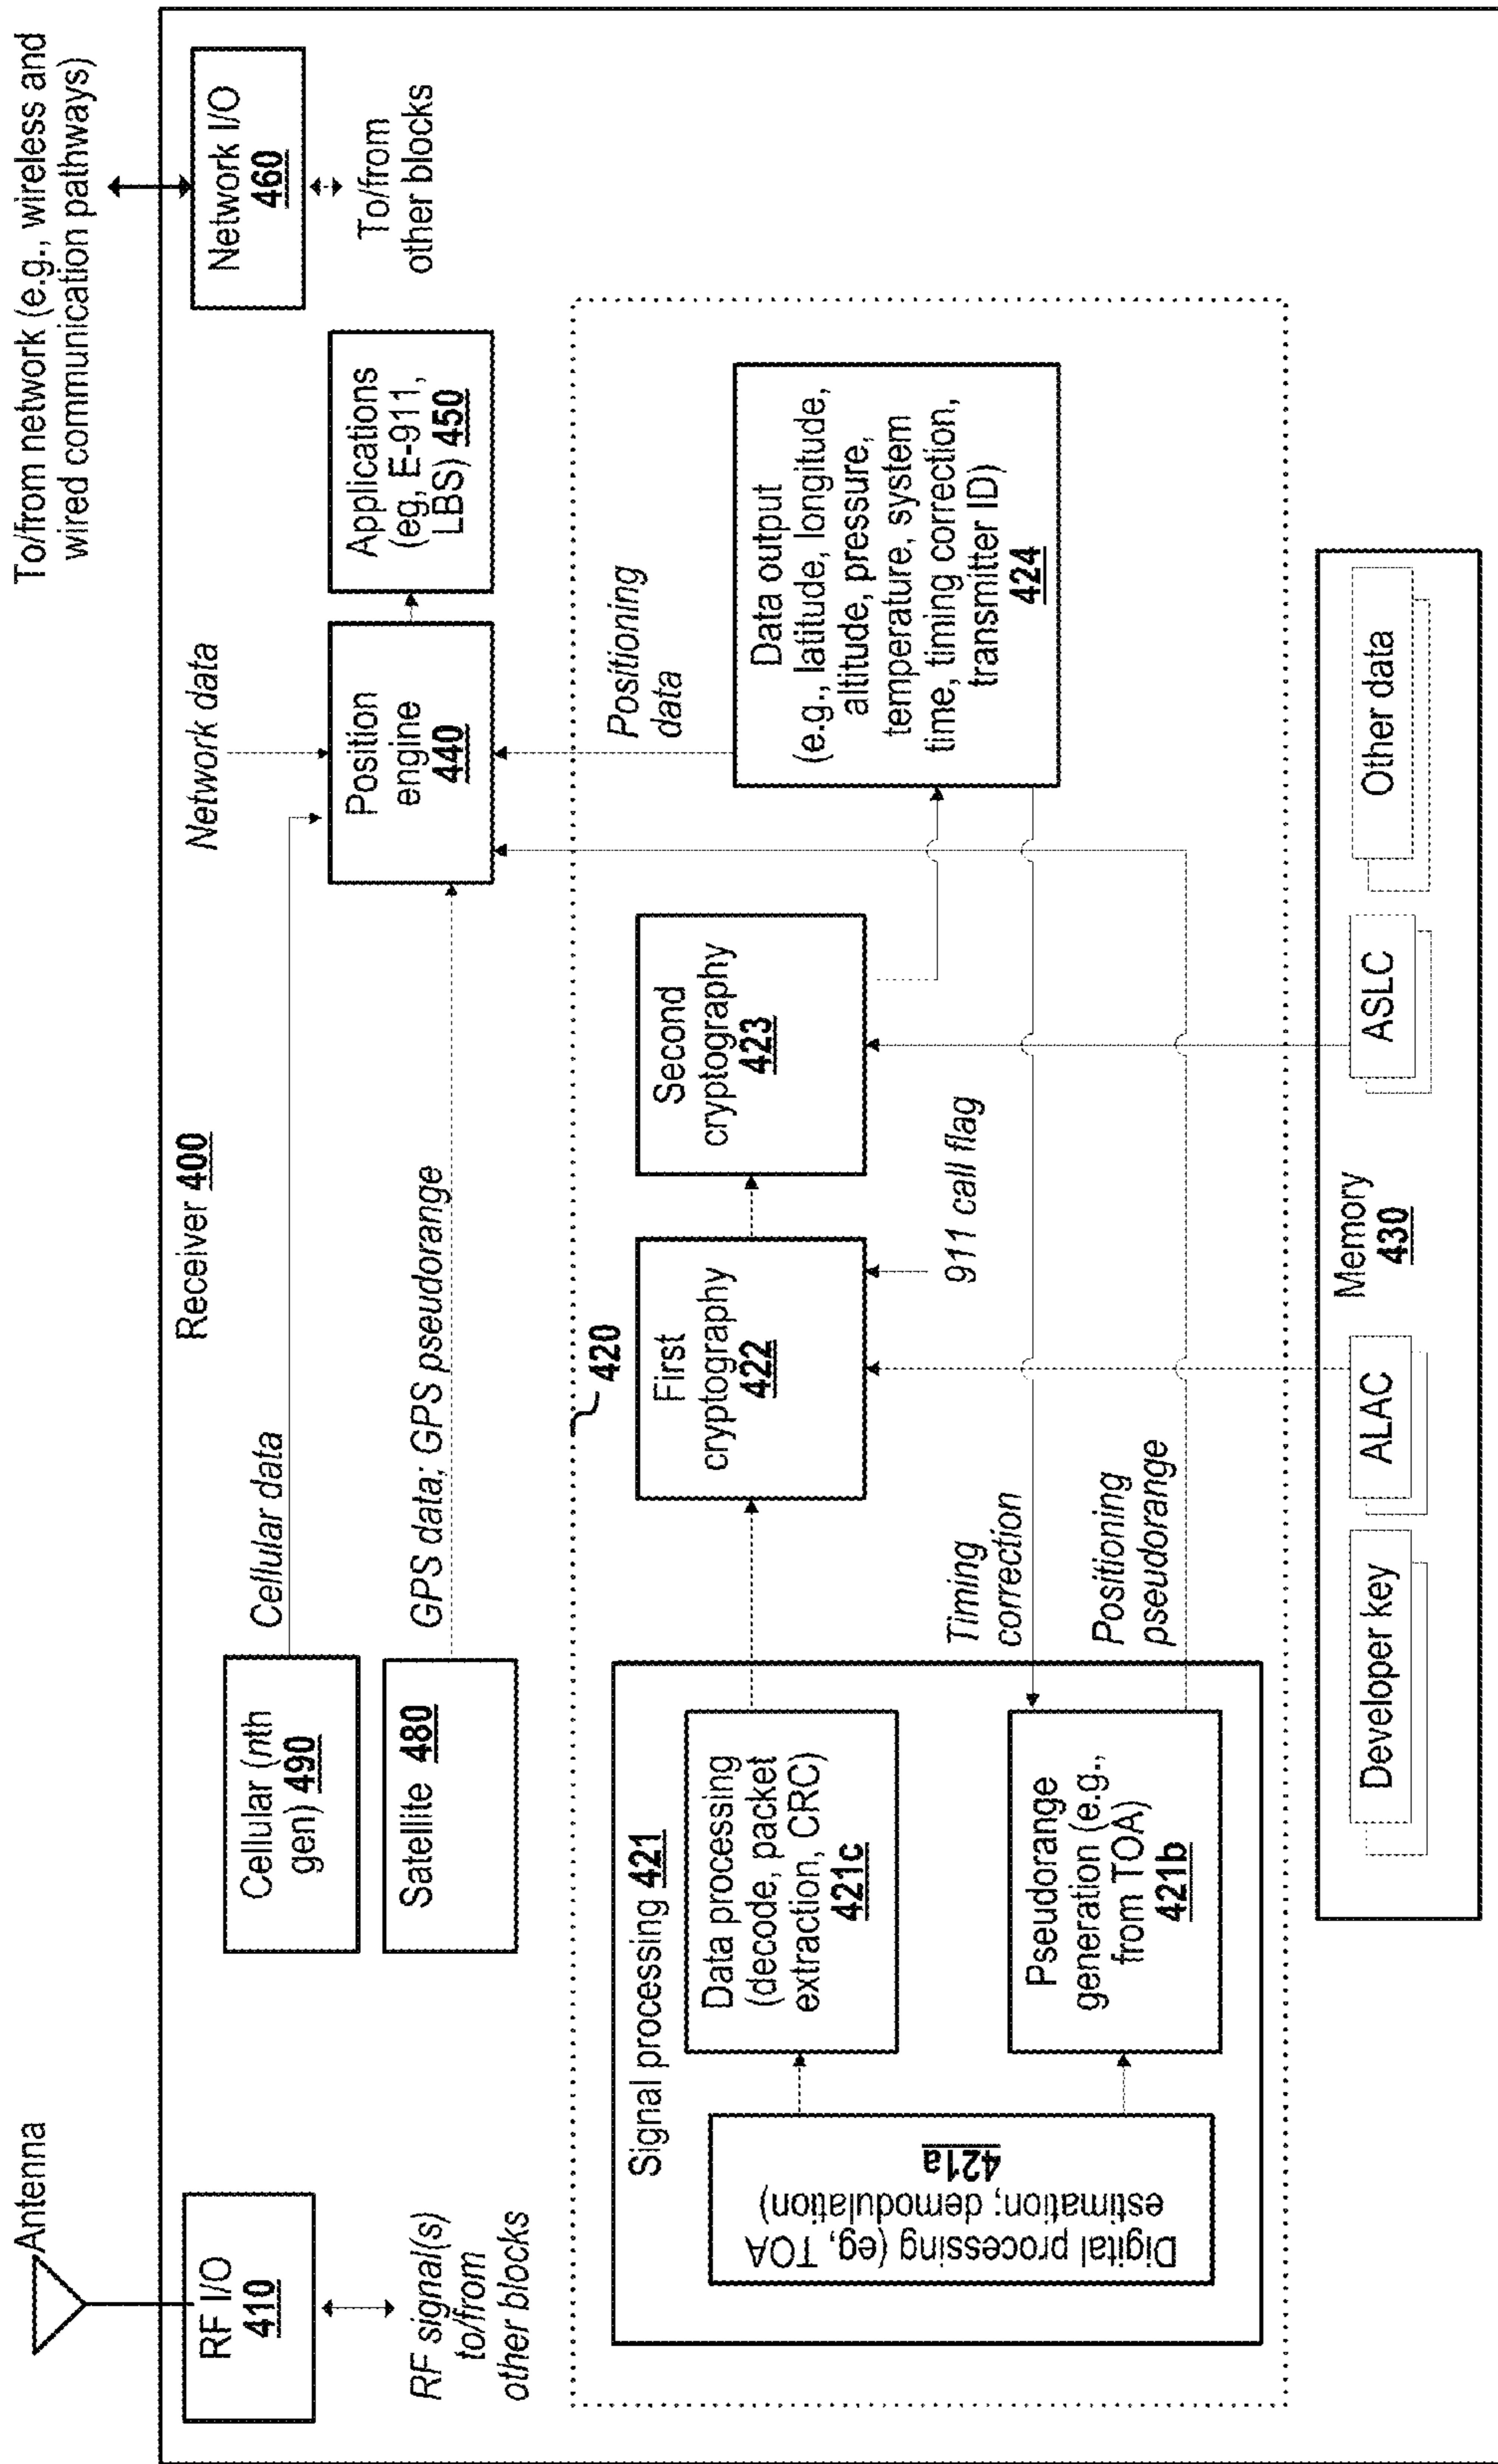 Antenna
To/from network (e.g., wireless and
wired communication pathways)
Receiver 400
RF I/O
410
RF signal(s)
to/from
other blocks
Cellular (nth
gen) 490
Cellular data
Satellite 480
GPS data; GPS pseudorange
Network data
Position
engine
440
Applications
(eg, E-911,
LBS) 450
Network I/O
460
To/from
other blocks
420
Signal processing 421
Digital processing (eg, TOA
estimation; demodulation)
421a
Data processing
(decode, packet
extraction, CRC)
421c
Pseudorange
generation (e.g.,
from TOA)
421b
First
cryptography
422
Second
cryptography
423
911 call flag
Timing
correction
Positioning
pseudorange
Positioning
data
Data output
(e.g., latitude, longitude,
altitude, pressure,
temperature, system
time, timing correction,
transmitter ID)
424
Developer key
ALAC
Memory
430
ASLC
Other data